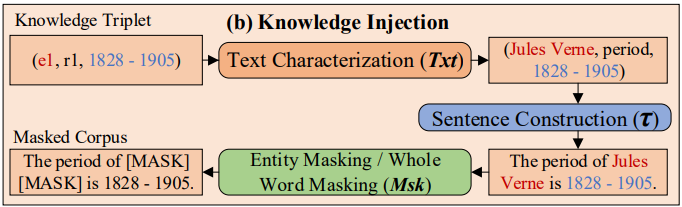 Knowledge Triplet
(b) Knowledge Injection
(e1, r1, 1828 - 1905)
Text Characterization (Txt)
(Jules Verne, period,
1828 - 1905)
Sentence Construction (τ)
Masked Corpus
The period of [MASK]
[MASK] is 1828 - 1905.
Entity Masking / Whole
Word Masking (Msk)
The period of Jules
Verne is 1828 - 1905.